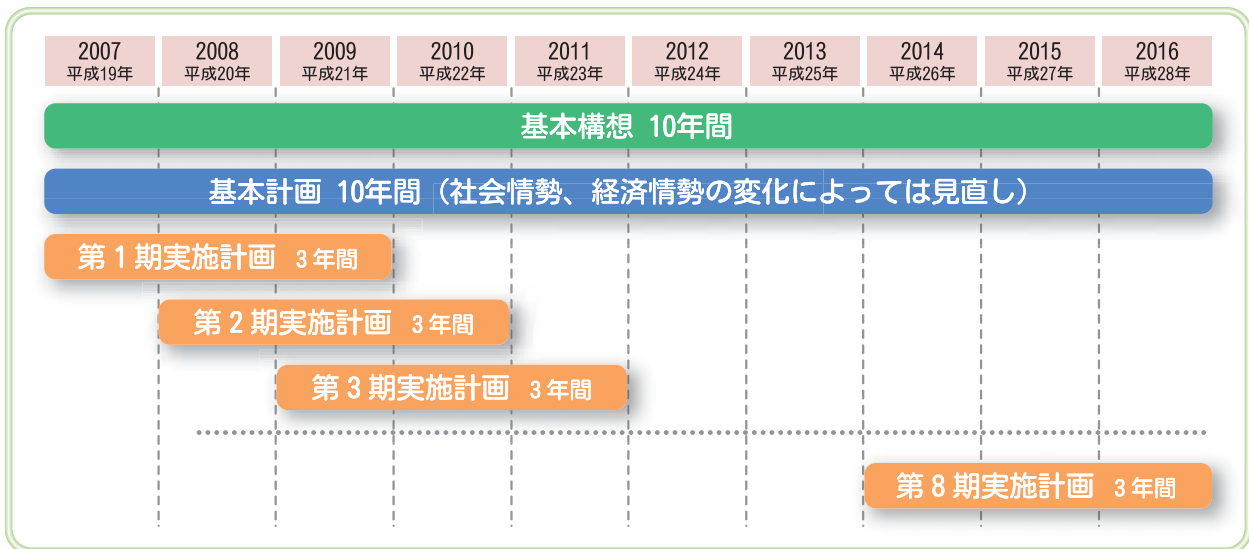 2007 2008 2009 2010 2011 2012 2013 2014 2015 2016
平成19年 平成20年 平成21年 平成22年 平成23年 平成24年 平成25年 平成26年 平成27年 平成28年
基本構想 10年間
基本計画 10年間（社会情勢、経済情勢の変化によっては見直し）
第1期実施計画 3年間
第2期実施計画 3年間
第3期実施計画 3年間
第8期実施計画 3年間